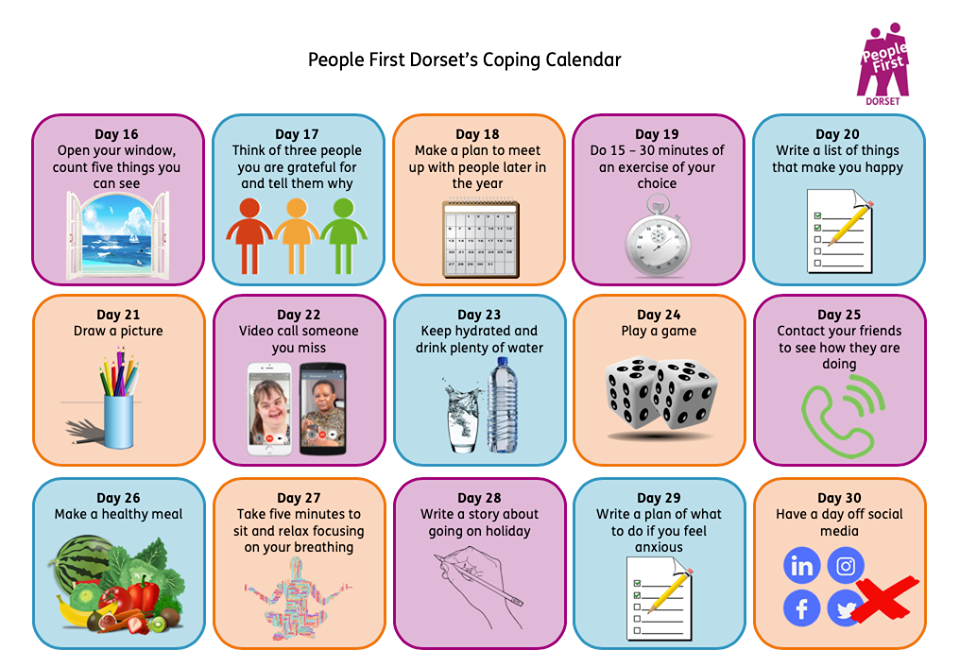 People First Dorset's Coping Calendar
People
First
DORSET
Day 16
Open your window,
count five things you
can see
Day 17
Think of three people
you are grateful for
and tell them why
Day 18
Make a plan to meet
up with people later in
the year
Day 19
Do 15 – 30 minutes of
an exercise of your
choice
Day 20
Write a list of things
that make you happy
Day 21
Draw a picture
Day 22
Video call someone
you miss
Day 23
Keep hydrated and
drink plenty of water
Day 24
Play a game
Day 25
Contact your friends
to see how they are
doing
Day 26
Make a healthy meal
Day 27
Take five minutes to
sit and relax focusing
on your breathing
Day 28
Write a story about
going on holiday
Day 29
Write a plan of what
to do if you feel
anxious
Day 30
Have a day off social
media
in
f